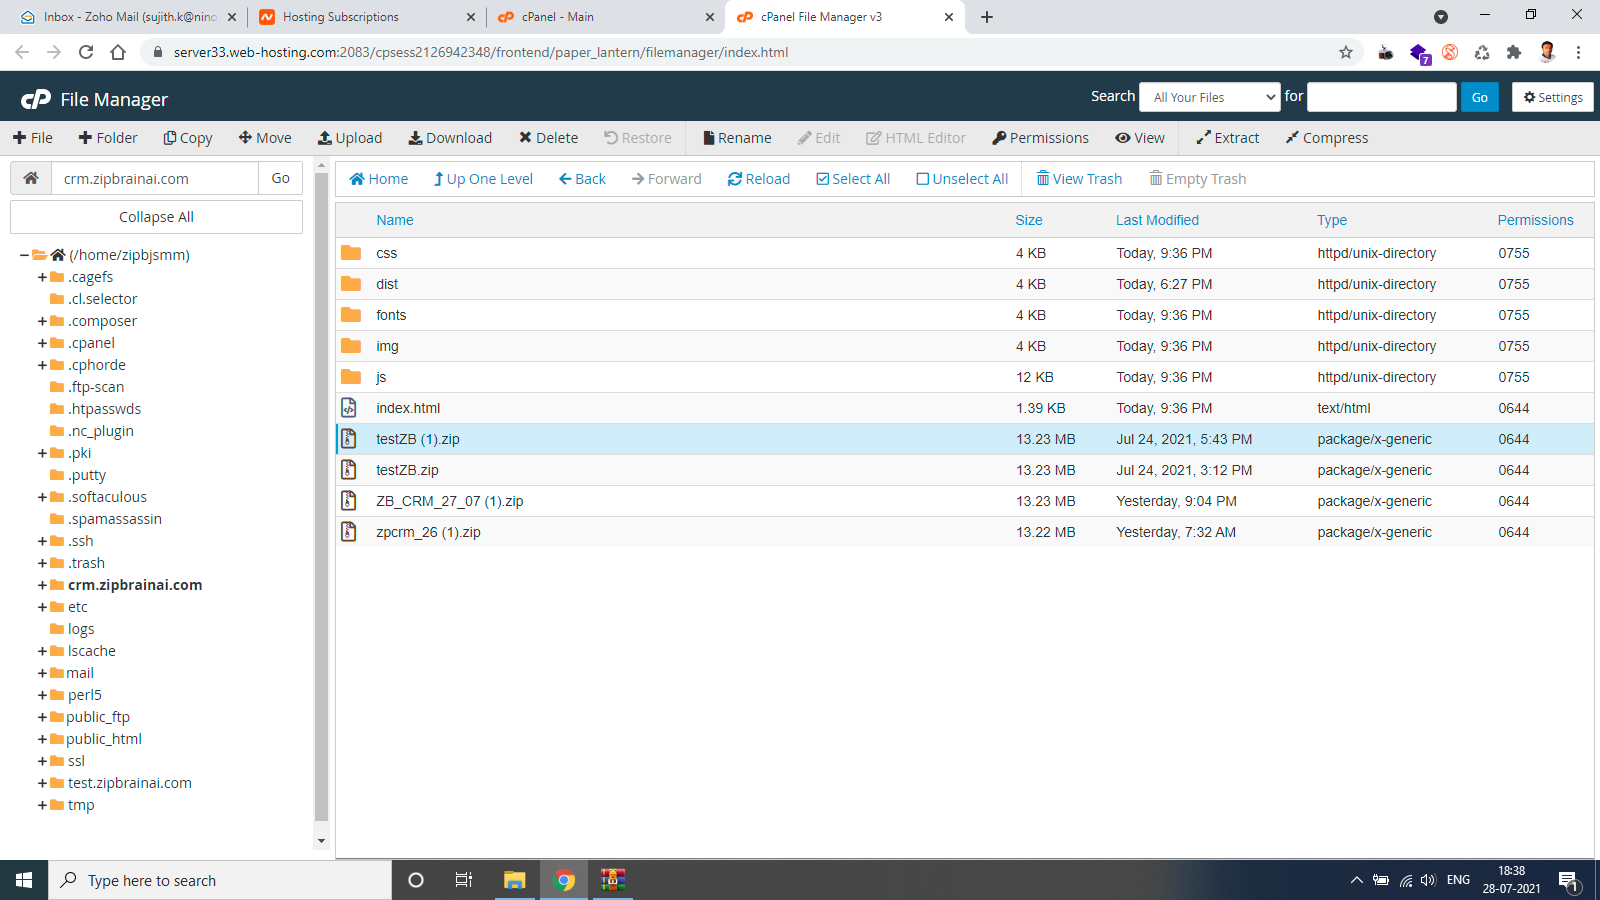 Inbox - Zoho Mail (sujith.k@nino
Hosting Subscriptions
cPanel - Main
cPanel File Manager v3
server33.web-hosting.com:2083/cpsess2126942348/frontend/paper_lantern/filemanager/index.html
7
cP File Manager
Search All Your Files for Go Settings
File Folder Copy Move Upload Download Delete Restore Rename Edit HTML Editor Permissions View Extract Compress
crm.zipbrainai.com Go
Collapse All
(/home/zipbjsmm)
.cagefs
.cl.selector
.composer
.cpanel
.cphorde
.ftp-scan
.htpasswds
.nc_plugin
.pki
.putty
.softaculous
.spamassassin
.ssh
.trash
crm.zipbrainai.com
etc
logs
lscache
mail
perl5
public_ftp
public_html
ssl
test.zipbrainai.com
tmp
Home Up One Level Back Forward Reload Select All Unselect All View Trash Empty Trash
Name Size Last Modified Type Permissions
css 4 KB Today, 9:36 PM httpd/unix-directory 0755
dist 4 KB Today, 6:27 PM httpd/unix-directory 0755
fonts 4 KB Today, 9:36 PM httpd/unix-directory 0755
img 4 KB Today, 9:36 PM httpd/unix-directory 0755
js 12 KB Today, 9:36 PM httpd/unix-directory 0755
index.html 1.39 KB Today, 9:36 PM text/html 0644
testZB (1).zip 13.23 MB Jul 24, 2021, 5:43 PM package/x-generic 0644
testZB.zip 13.23 MB Jul 24, 2021, 3:12 PM package/x-generic 0644
ZB_CRM_27_07 (1).zip 13.23 MB Yesterday, 9:04 PM package/x-generic 0644
zpcrm_26 (1).zip 13.22 MB Yesterday, 7:32 AM package/x-generic 0644
Type here to search
ENG
18:38
28-07-2021
1